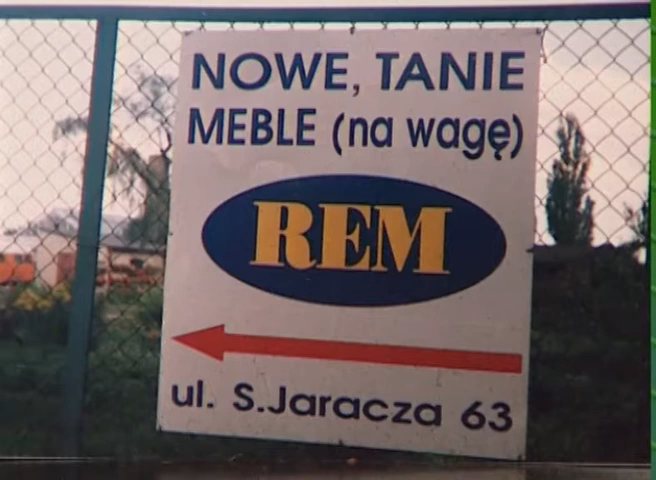 NOWE, TANIE
MEBLE (na wagę)
REM
ul. S.Jaracza 63